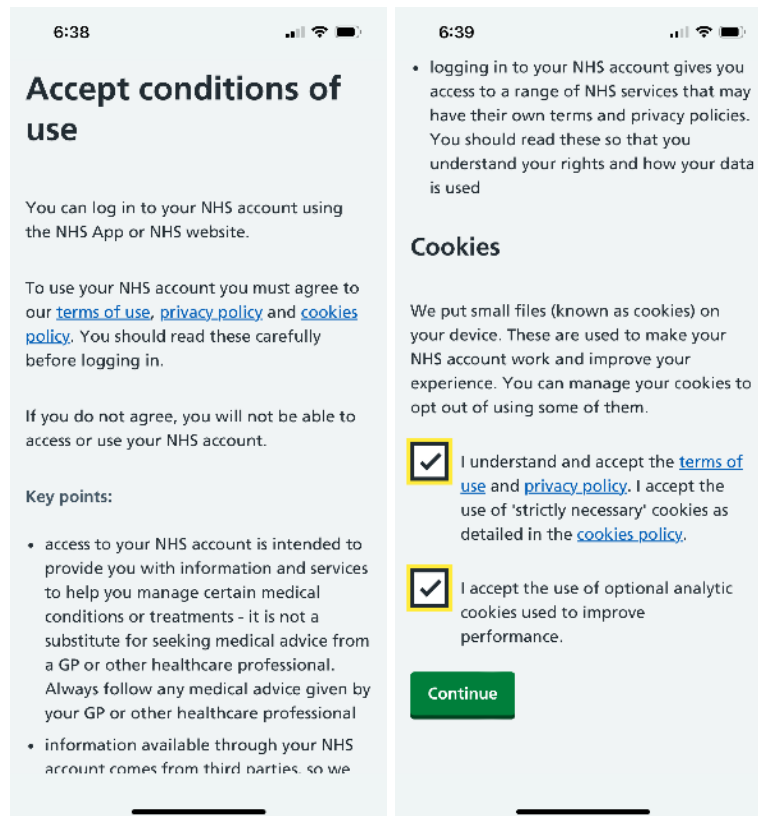 6:38
Accept conditions of
use
You can log in to your NHS account using
the NHS App or NHS website.
To use your NHS account you must agree to
our terms of use, privacy policy and cookies
policy. You should read these carefully
before logging in.
If you do not agree, you will not be able to
access or use your NHS account.
Key points:
• access to your NHS account is intended to
provide you with information and services
to help you manage certain medical
conditions or treatments - it is not a
substitute for seeking medical advice from
a GP or other healthcare professional.
Always follow any medical advice given by
your GP or other healthcare professional
• information available through your NHS
account comes from third parties, so we
6:39
• logging in to your NHS account gives you
access to a range of NHS services that may
have their own terms and privacy policies.
You should read these so that you
understand your rights and how your data
is used
Cookies
We put small files (known as cookies) on
your device. These are used to make your
NHS account work and improve your
experience. You can manage your cookies to
opt out of using some of them.
I understand and accept the terms of
use and privacy policy. I accept the
use of 'strictly necessary' cookies as
detailed in the cookies policy.
I accept the use of optional analytic
cookies used to improve
performance.
Continue